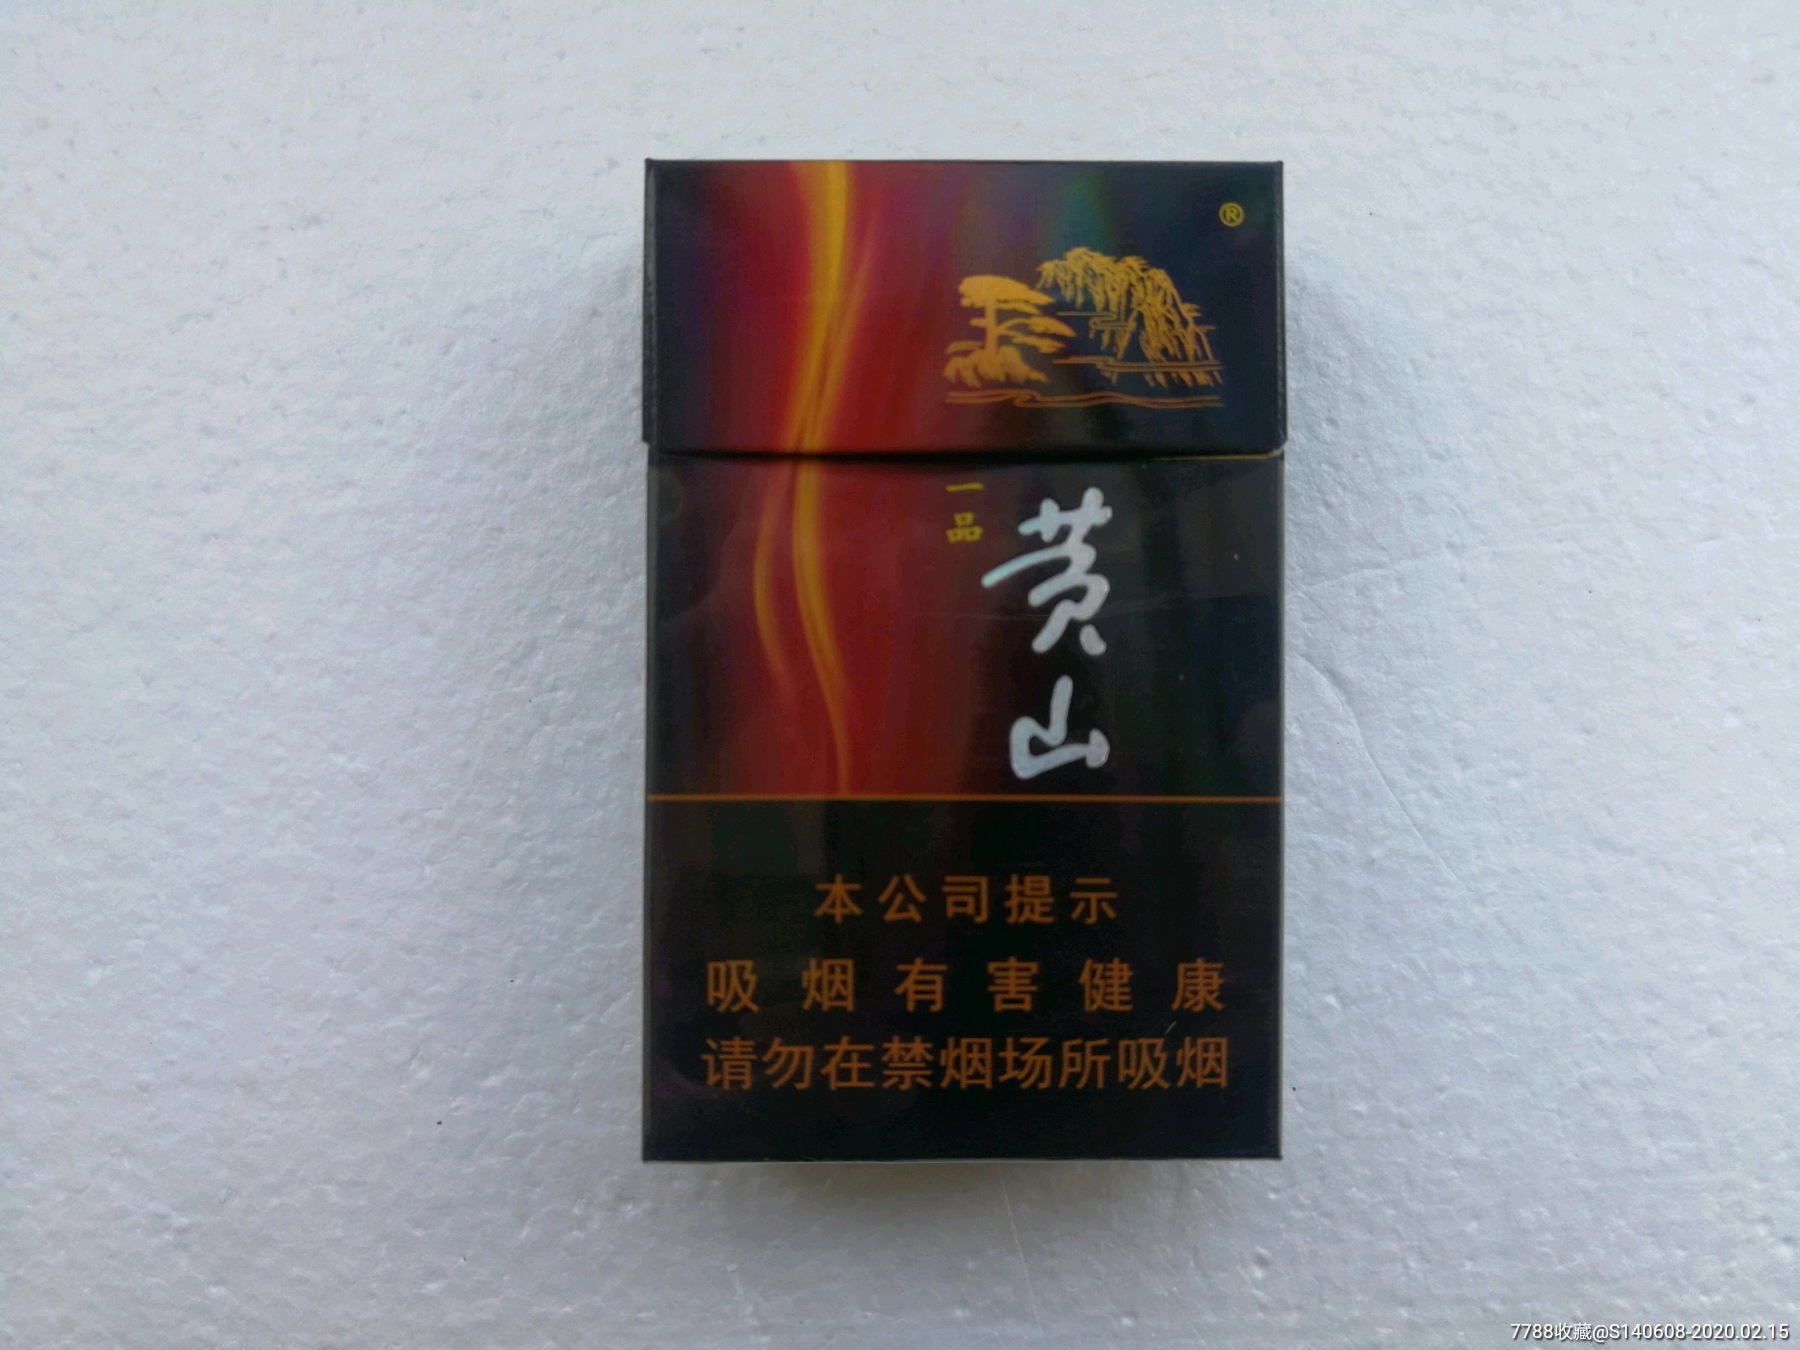 ®
一品
黄山
本公司提示
吸烟有害健康
请勿在禁烟场所吸烟
7788收藏@S140608-2020.02.15